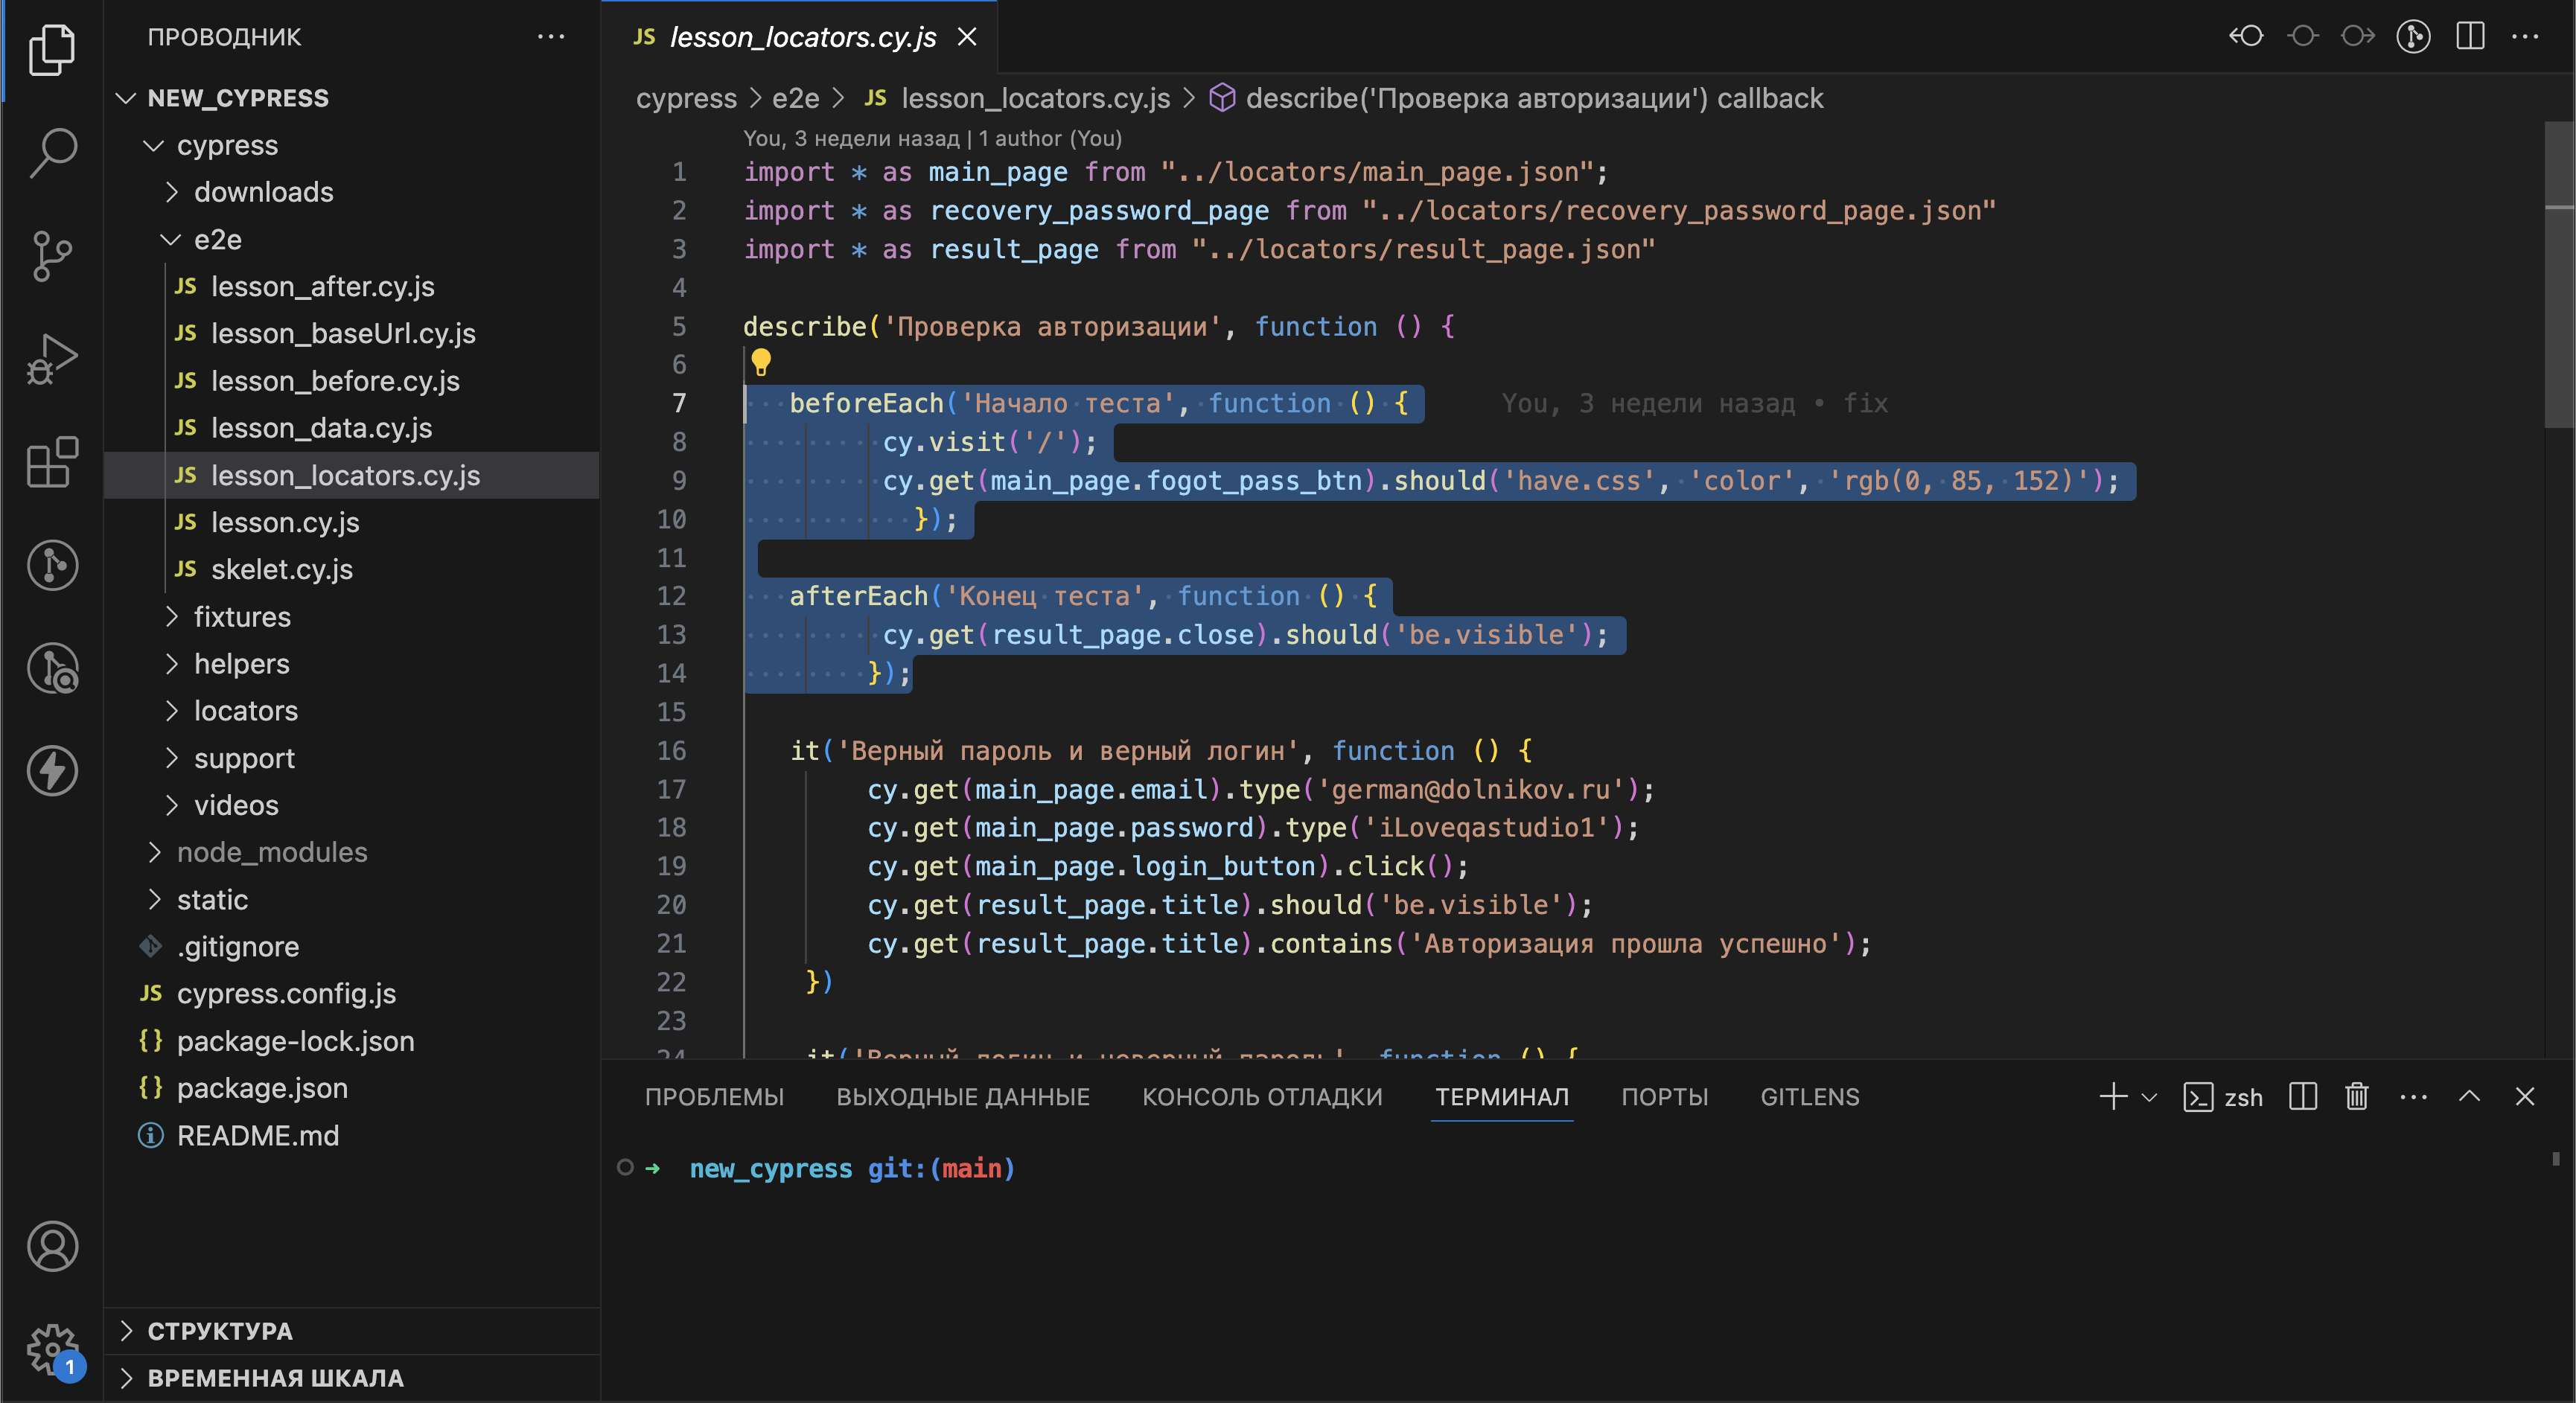 ПРОВОДНИК
NEW_CYPRESS
cypress
downloads
e2e
JS lesson_after.cy.js
JS lesson_baseUrl.cy.js
JS lesson_before.cy.js
JS lesson_data.cy.js
JS lesson_locators.cy.js
JS lesson.cy.js
JS skelet.cy.js
fixtures
helpers
locators
support
videos
node_modules
static
.gitignore
JS cypress.config.js
{} package-lock.json
{} package.json
README.md
СТРУКТУРА
ВРЕМЕННАЯ ШКАЛА
1
JS lesson_locators.cy.js
cypress > e2e > JS lesson_locators.cy.js > describe('Проверка авторизации') callback
You, 3 недели назад | 1 author (You)
1 import * as main_page from "../locators/main_page.json";
2 import * as recovery_password_page from "../locators/recovery_password_page.json"
3 import * as result_page from "../locators/result_page.json"
4
5 describe('Проверка авторизации', function () {
6
7 beforeEach('Начало теста', function () { You, 3 недели назад • fix
8 cy.visit('/');
9 cy.get(main_page.fogot_pass_btn).should('have.css', 'color', 'rgb(0, 85, 152)');
10 });
11
12 afterEach('Конец теста', function () {
13 cy.get(result_page.close).should('be.visible');
14 });
15
16 it('Верный пароль и верный логин', function () {
17 cy.get(main_page.email).type('german@dolnikov.ru');
18 cy.get(main_page.password).type('iLoveqastudio1');
19 cy.get(main_page.login_button).click();
20 cy.get(result_page.title).should('be.visible');
21 cy.get(result_page.title).contains('Авторизация прошла успешно');
22 })
23
24 it('Верный логин и неверный пароль', function () {
ПРОБЛЕМЫ ВЫХОДНЫЕ ДАННЫЕ КОНСОЛЬ ОТЛАДКИ ТЕРМИНАЛ ПОРТЫ GITLENS zsh
→ new_cypress git:(main)